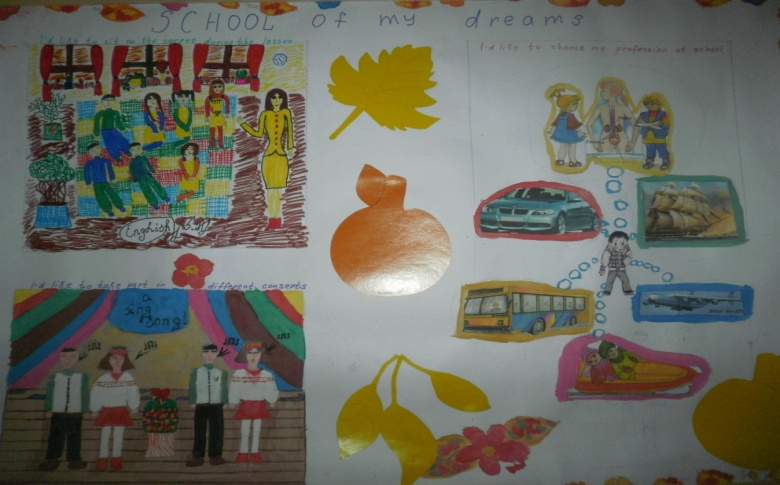 SCHOOL of my dreams
I'd like to sit on the carpet during the lesson
I'd like to choose my profession at school
English
I'd like to take part in different conserts
a
sing
song!